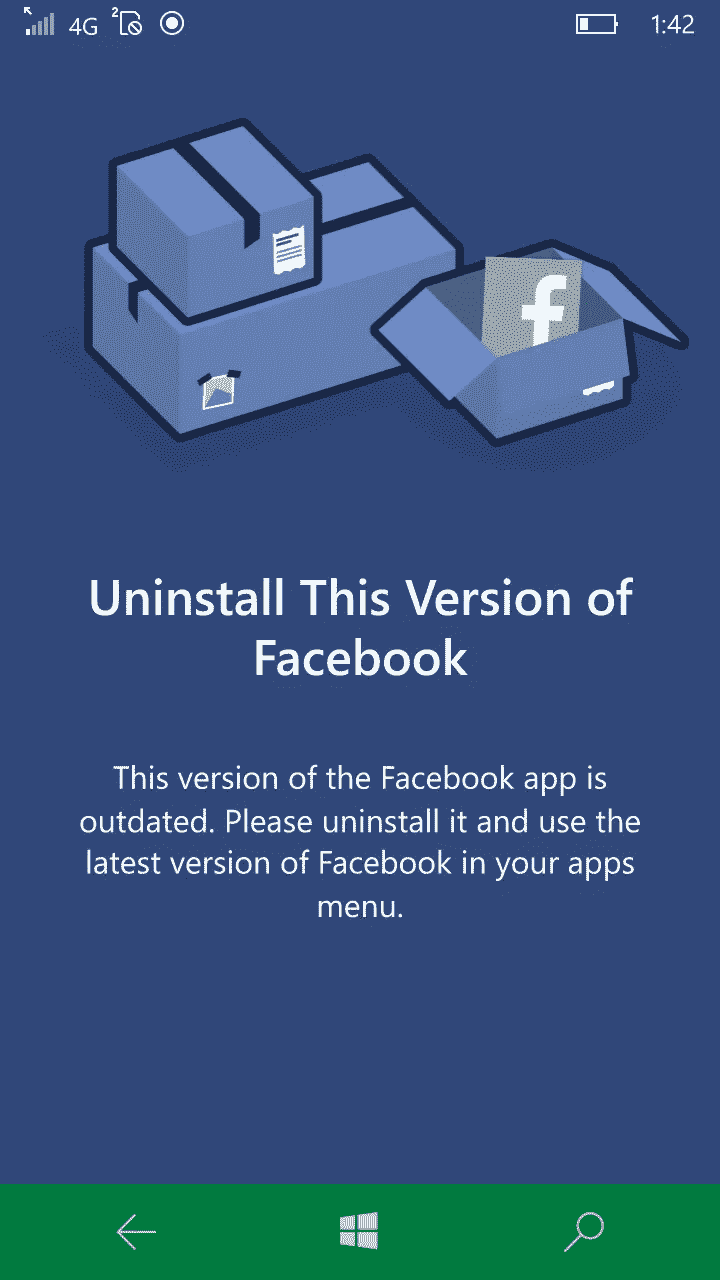 4G 2 1:42
f
Uninstall This Version of
Facebook
This version of the Facebook app is
outdated. Please uninstall it and use the
latest version of Facebook in your apps
menu.